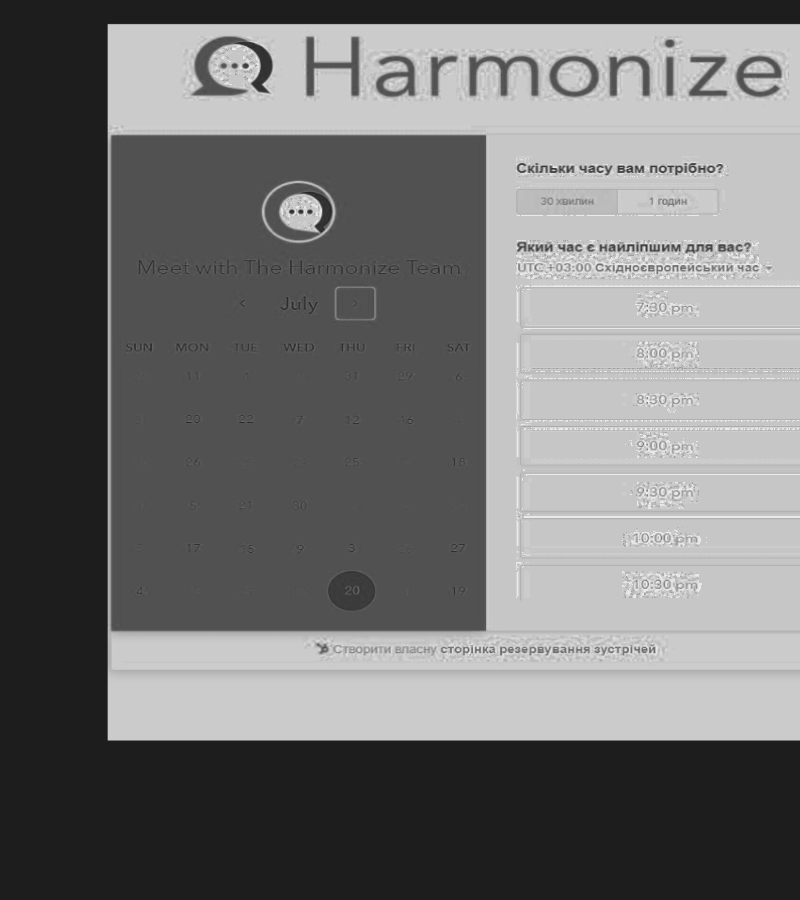 Harmonize
Meet with The Harmonize Team
< July >
SUN MON TUE WED THU FRI SAT
11 31 29 6
20 22 7 12 16
26 25 15
5 21 30
17 16 9 3 27
4 20 19
Скільки часу вам потрібно?
30 хвилин 1 годин
Який час є найліпшим для вас?
UTC +03:00 Східноєвропейський час
7:30 pm
8:00 pm
8:30 pm
9:00 pm
9:30 pm
10:00 pm
10:30 pm
Створити власну сторінка резервування зустрічей